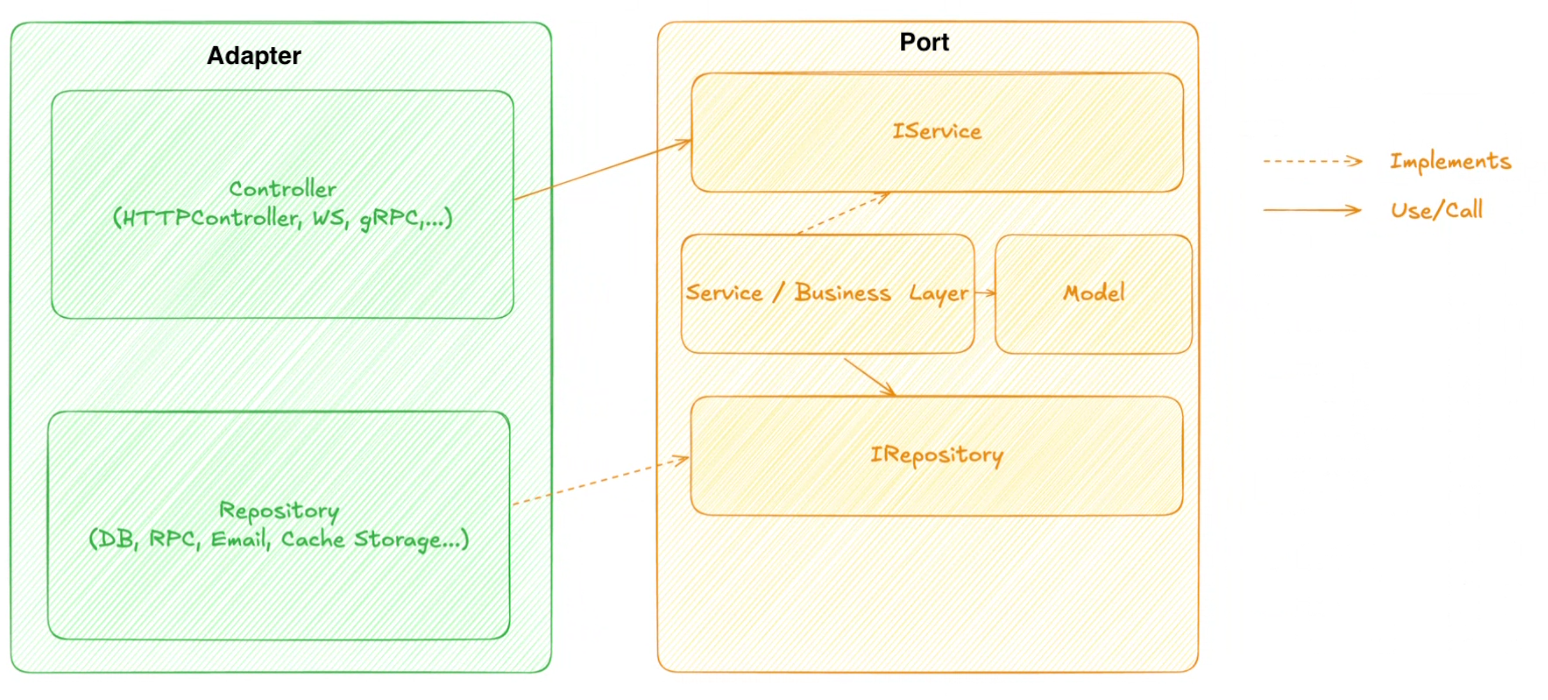 Adapter
Controller
(HTTPController, WS, gRPC,...)
Repository
(DB, RPC, Email, Cache Storage...)
Port
IService
Service / Business Layer
Model
IRepository
Implements
Use/Call